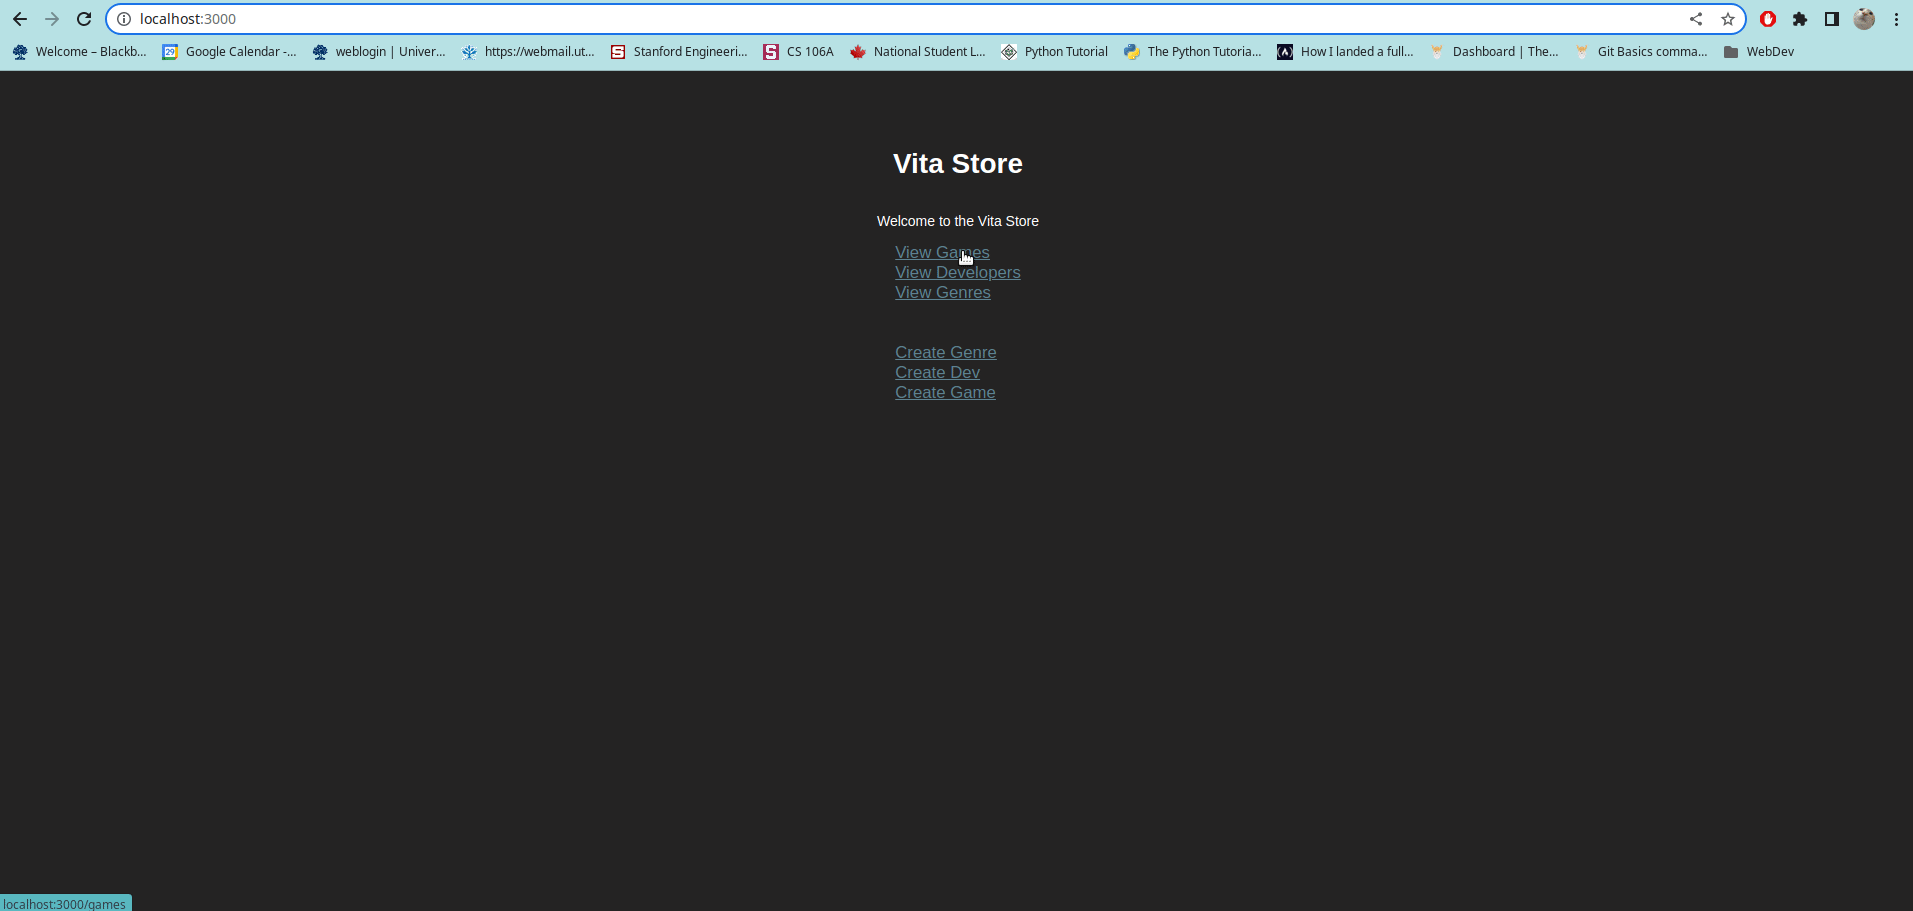 localhost:3000
Welcome – Blackb... Google Calendar -... weblogin | Univer... https://webmail.ut... Stanford Engineeri... CS 106A National Student L... Python Tutorial The Python Tutoria... How I landed a full... Dashboard | The... Git Basics comma... WebDev
Vita Store
Welcome to the Vita Store
View Games
View Developers
View Genres
Create Genre
Create Dev
Create Game
localhost:3000/games